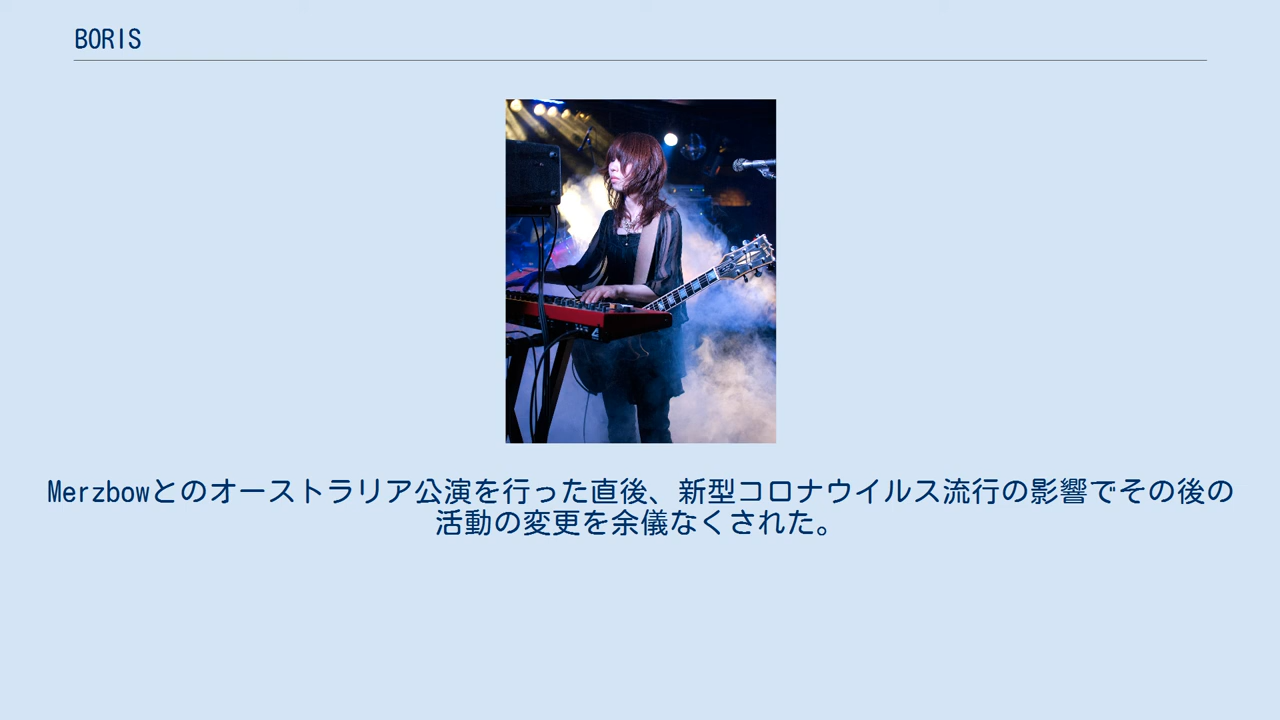 BORIS
Merzbowとのオーストラリア公演を行った直後、新型コロナウイルス流行の影響でその後の
活動の変更を余儀なくされた。